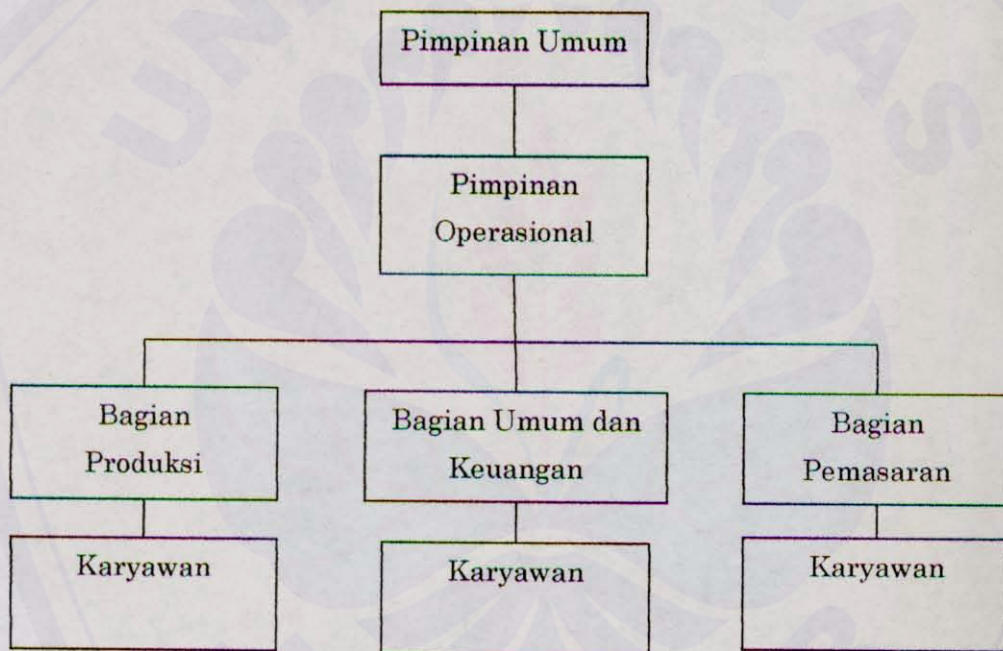 Pimpinan Umum
Pimpinan
Operasional
Bagian
Produksi
Bagian Umum dan
Keuangan
Bagian
Pemasaran
Karyawan
Karyawan
Karyawan